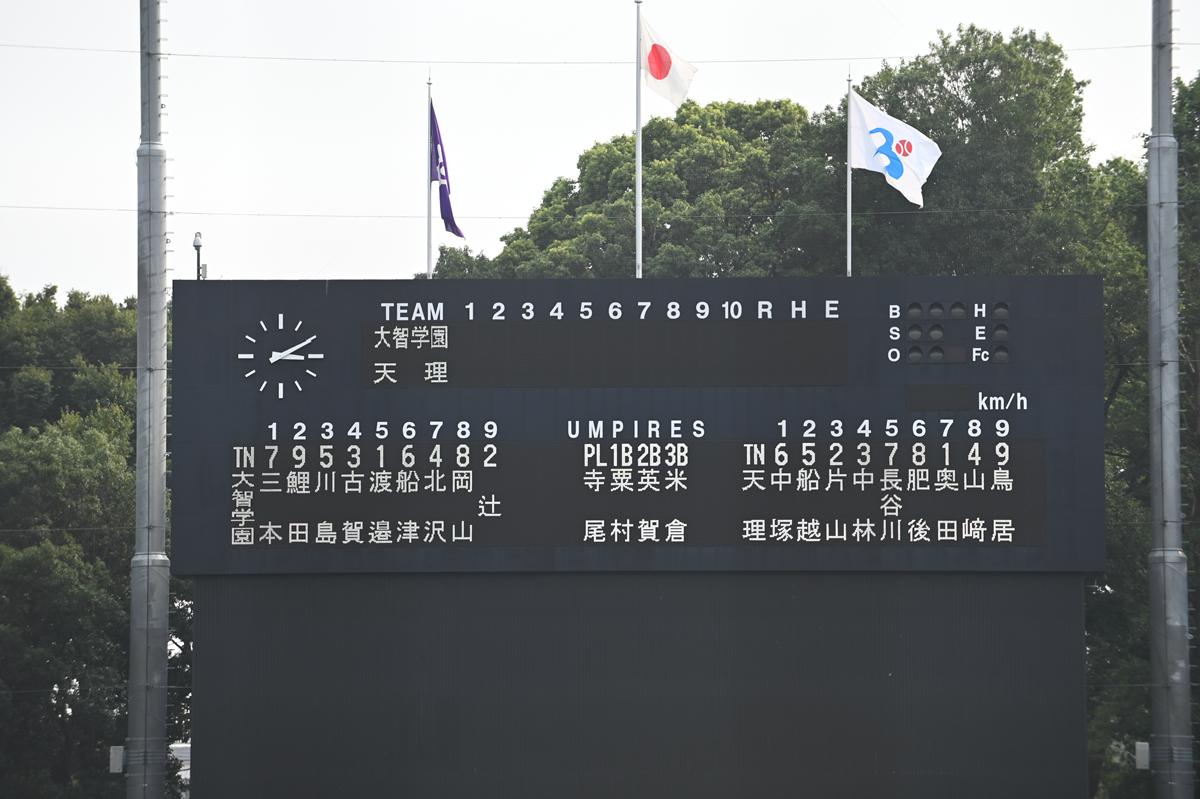 TEAM 1 2 3 4 5 6 7 8 9 10 R H E
大智学園
天 理
B H
S E
O Fc
km/h
1 2 3 4 5 6 7 8 9
TN 7 9 5 3 1 6 4 8 2
大智学園 三本 鯉田 川島 古賀 渡邉 船津 北沢 岡山 辻
UMPIRES
PL 1B 2B 3B
寺尾 粟村 英賀 米倉
1 2 3 4 5 6 7 8 9
TN 6 5 2 3 7 8 1 4 9
天理 中塚 船越 片山 中林 長谷川 肥後 奥田 山﨑 鳥居